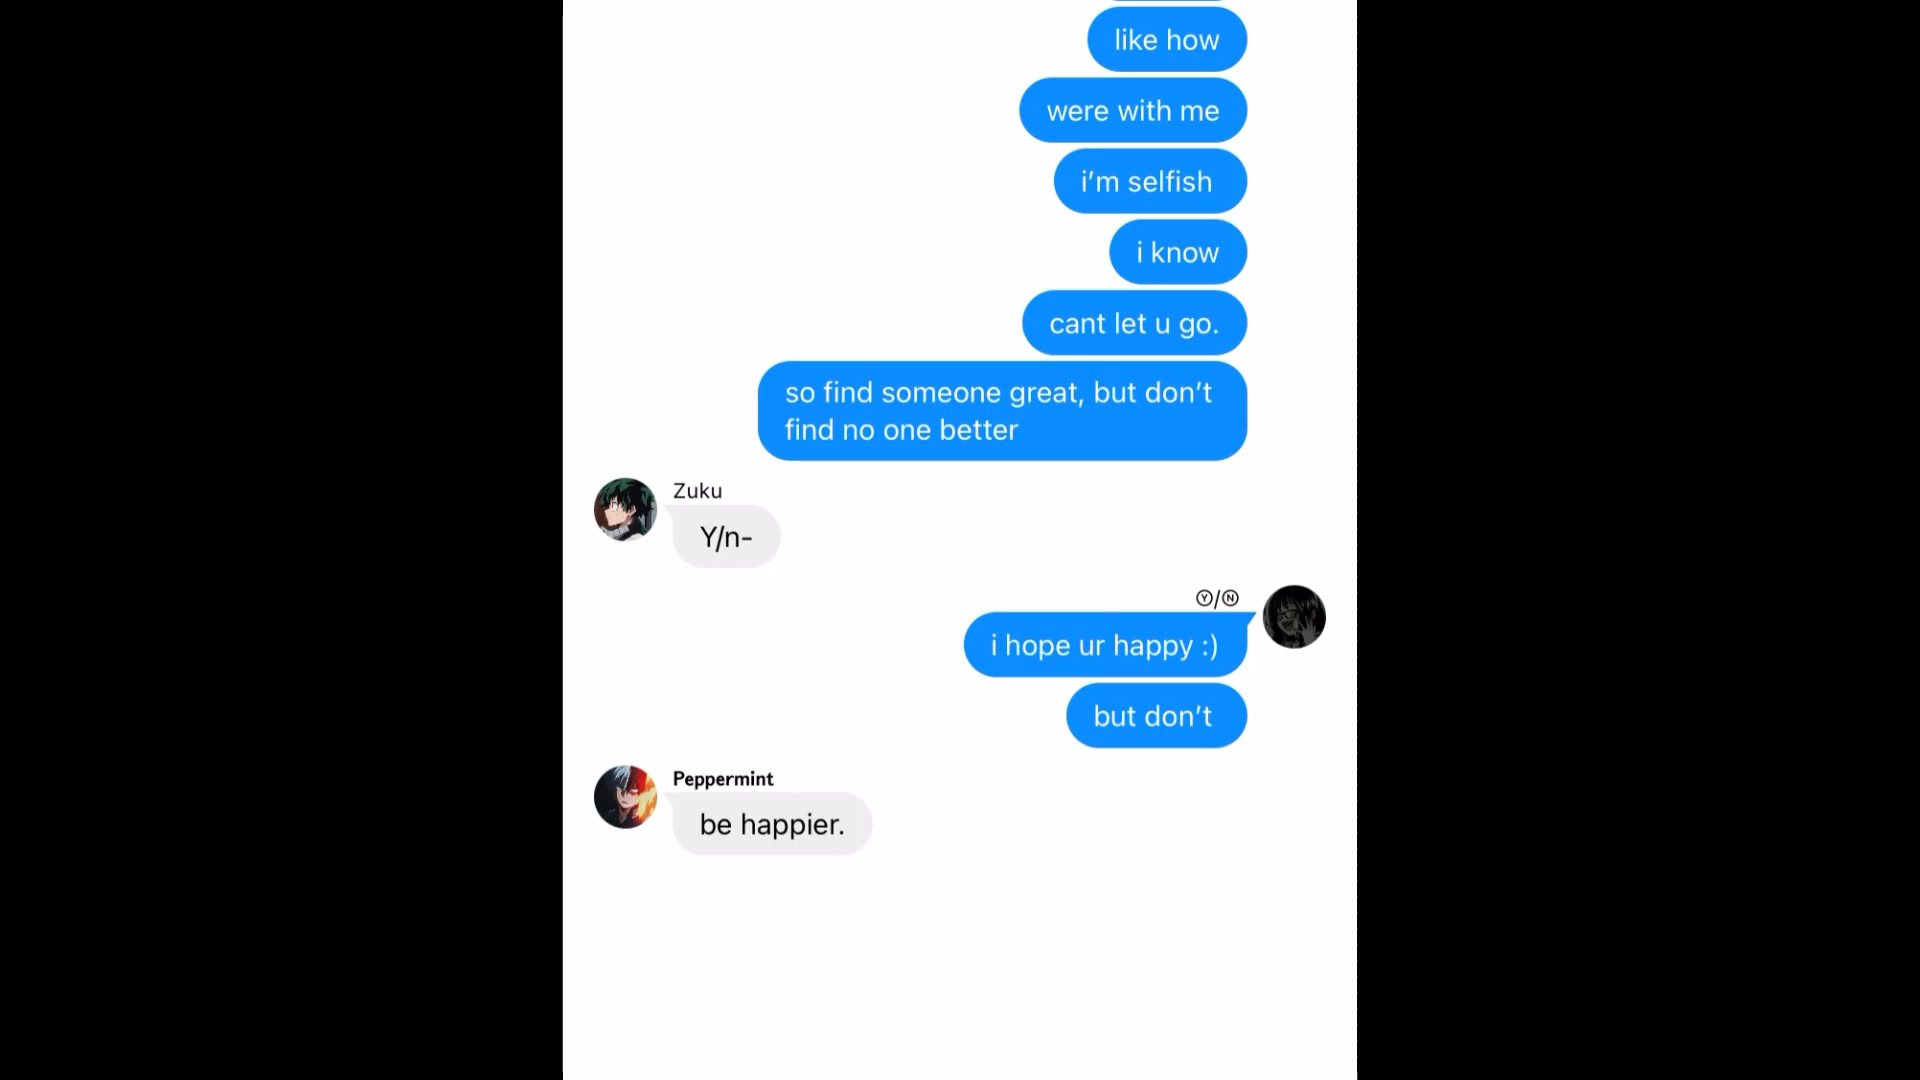 like how
were with me
i’m selfish
i know
cant let u go.
so find someone great, but don’t
find no one better
Zuku
Y/n-
Ⓨ/Ⓝ
i hope ur happy :)
but don’t
Peppermint
be happier.